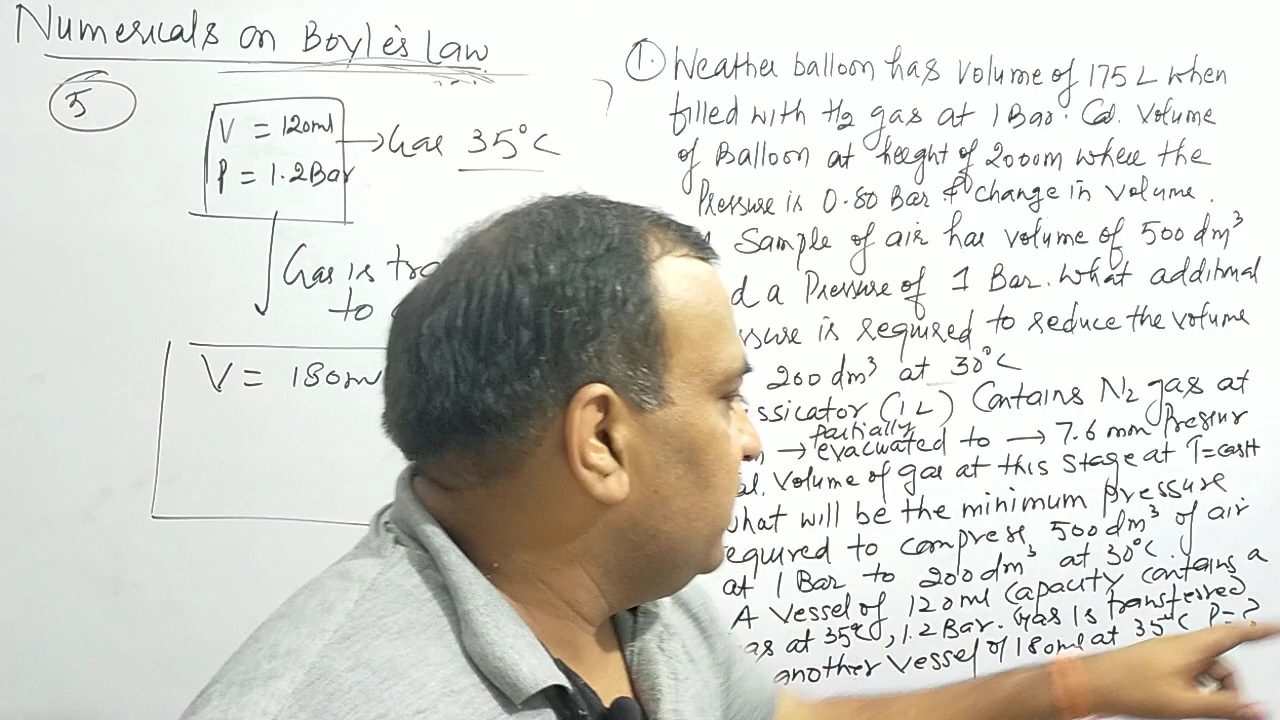 Numericals on Boyle's Law
5
V = 120ml
P = 1.2Bar
→ Gas 35°C
Gas is tra
to
V = 180m
1. Weather balloon has volume of 175 L when
filled with H2 gas at 1 Bar. Cal. Volume
of Balloon at height of 2000m where the
Pressure is 0.80 Bar & change in volume.
Sample of air has volume of 500 dm³
d a Pressure of 1 Bar. What additional
ssure is required to reduce the volume
200 dm³ at 30°C
ssicator (1L) Contains N2 gas at
partially
m → evacuated to → 7.6 mm Pressur
al. Volume of gas at this stage at T=cosnt
what will be the minimum pressure
equired to compress 500 dm³ of air
at 1 Bar to 200 dm³ at 30°C.
A vessel of 120 ml capacity contains a
as at 35°C, 1.2 Bar. Gas is transferred
another vessel of 180ml at 35°C P=?